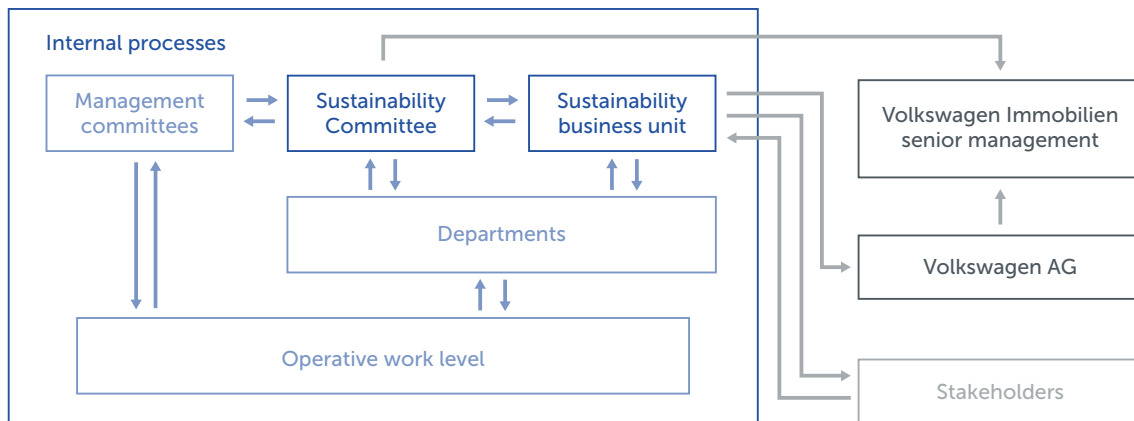 Internal processes
Management
committees
Sustainability
Committee
Sustainability
business unit
Volkswagen Immobilien
senior management
Departments
Volkswagen AG
Operative work level
Stakeholders